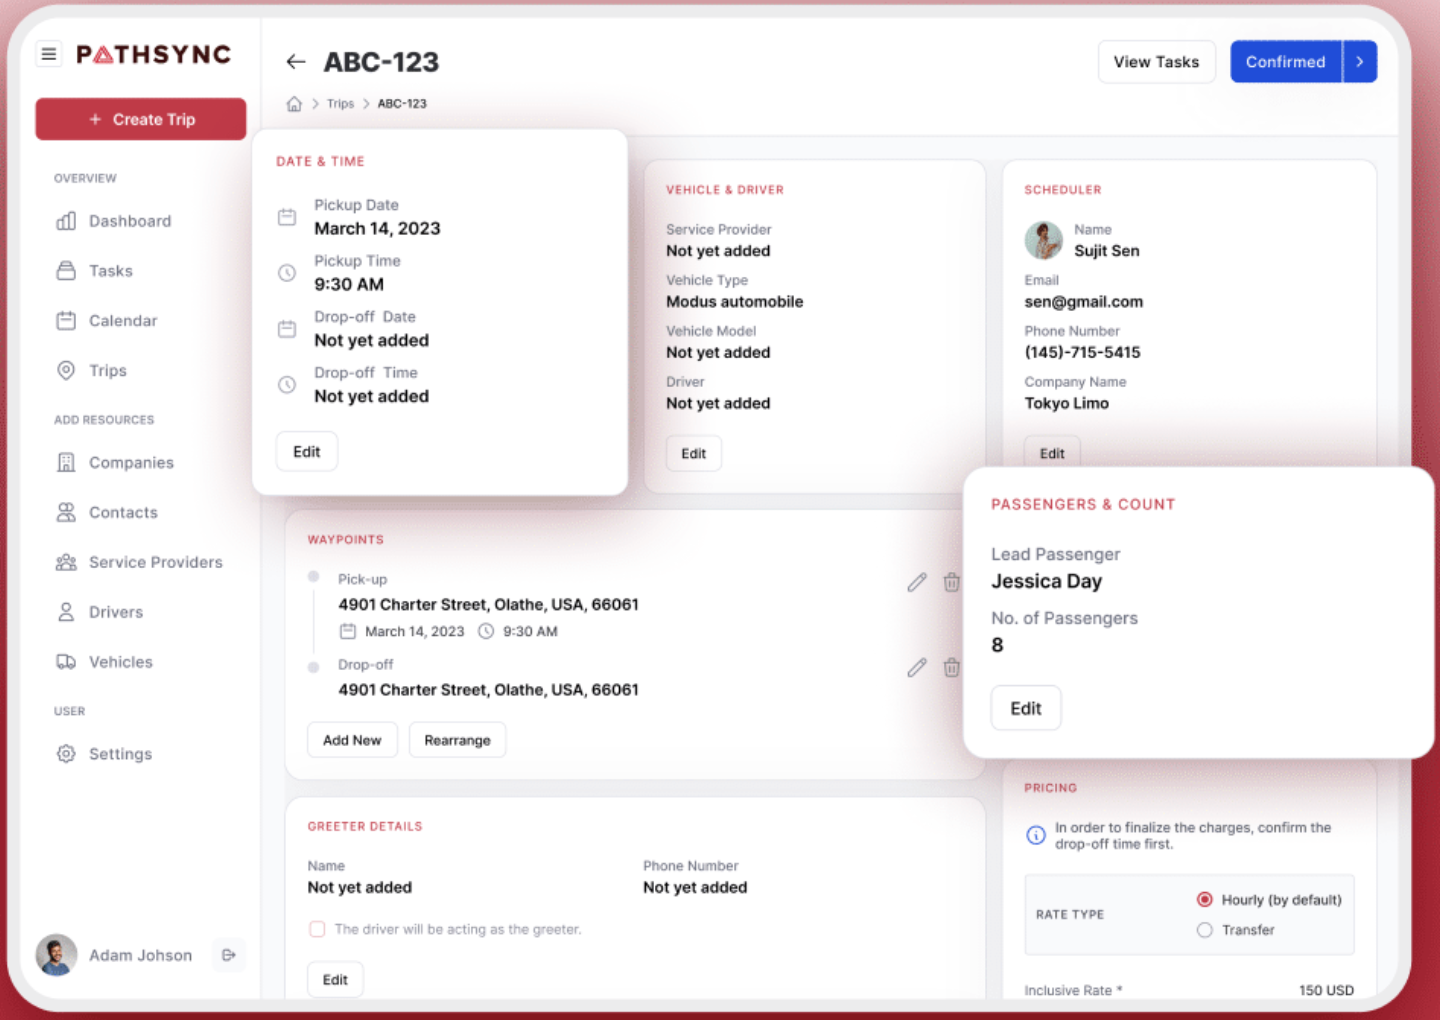 PATHSYNC
+ Create Trip
OVERVIEW
Dashboard
Tasks
Calendar
Trips
ADD RESOURCES
Companies
Contacts
Service Providers
Drivers
Vehicles
USER
Settings
Adam Johson
ABC-123
Trips > ABC-123
View Tasks
Confirmed
DATE & TIME
Pickup Date
March 14, 2023
Pickup Time
9:30 AM
Drop-off Date
Not yet added
Drop-off Time
Not yet added
Edit
VEHICLE & DRIVER
Service Provider
Not yet added
Vehicle Type
Modus automobile
Vehicle Model
Not yet added
Driver
Not yet added
Edit
SCHEDULER
Name
Sujit Sen
Email
sen@gmail.com
Phone Number
(145)-715-5415
Company Name
Tokyo Limo
Edit
WAYPOINTS
Pick-up
4901 Charter Street, Olathe, USA, 66061
March 14, 2023 9:30 AM
Drop-off
4901 Charter Street, Olathe, USA, 66061
Add New Rearrange
PASSENGERS & COUNT
Lead Passenger
Jessica Day
No. of Passengers
8
Edit
GREETER DETAILS
Name
Not yet added
Phone Number
Not yet added
The driver will be acting as the greeter.
Edit
PRICING
In order to finalize the charges, confirm the
drop-off time first.
RATE TYPE
Hourly (by default)
Transfer
Inclusive Rate * 150 USD